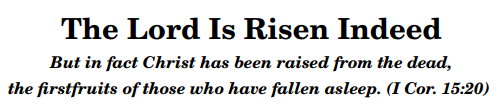 The Lord Is Risen Indeed
But in fact Christ has been raised from the dead,
the firstfruits of those who have fallen asleep. (I Cor. 15:20)